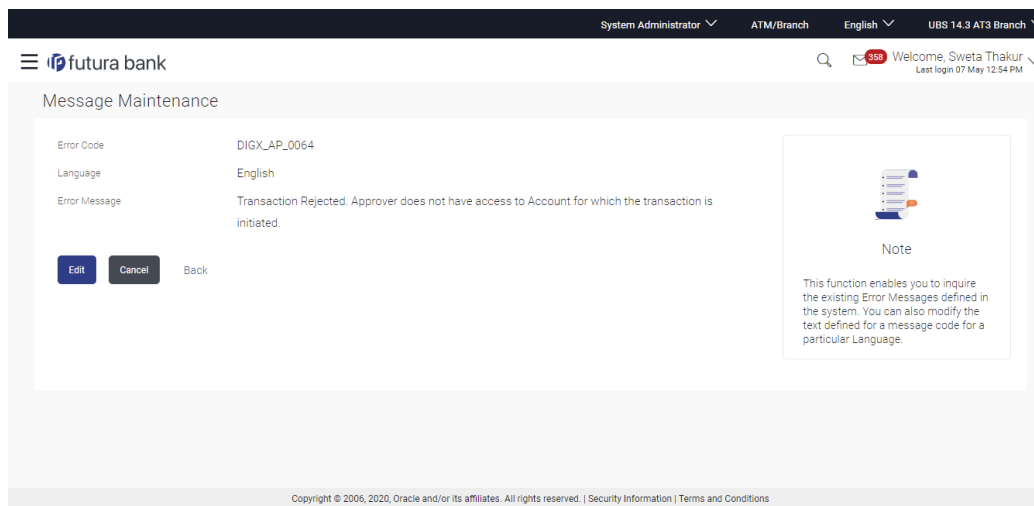 System Administrator ATM/Branch English UBS 14.3 AT3 Branch
futura bank 358 Welcome, Sweta Thakur
Last login 07 May 12:54 PM
Message Maintenance
Error Code DIGX_AP_0064
Language English
Error Message Transaction Rejected. Approver does not have access to Account for which the transaction is
initiated.
Edit Cancel Back
Note
This function enables you to inquire
the existing Error Messages defined in
the system. You can also modify the
text defined for a message code for a
particular Language.
Copyright © 2006, 2020, Oracle and/or its affiliates. All rights reserved. | Security Information | Terms and Conditions